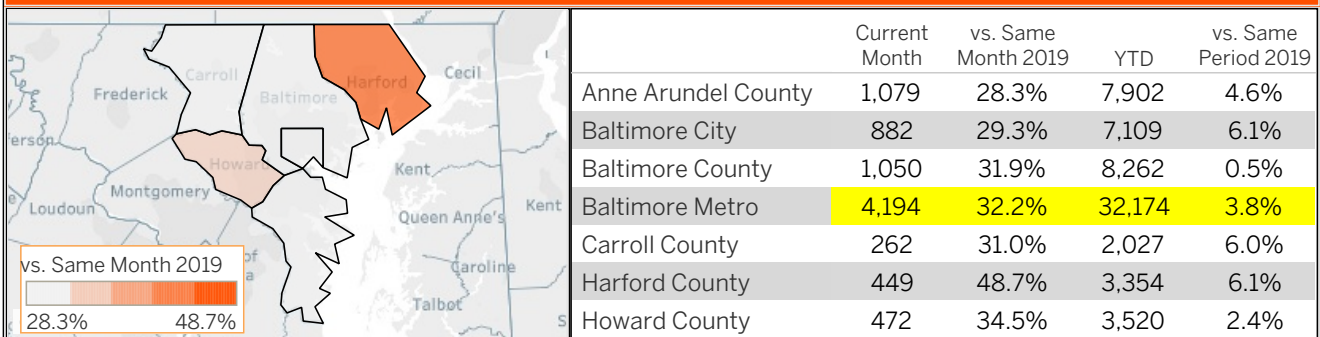 Carroll
Harford
Cecil
Frederick
Baltimore
Howard
Kent
Montgomery
Loudoun
Queen Anne's
Kent
Caroline
Talbot
vs. Same Month 2019
28.3% 48.7%
Current Month vs. Same Month 2019 YTD vs. Same Period 2019
Anne Arundel County 1,079 28.3% 7,902 4.6%
Baltimore City 882 29.3% 7,109 6.1%
Baltimore County 1,050 31.9% 8,262 0.5%
Baltimore Metro 4,194 32.2% 32,174 3.8%
Carroll County 262 31.0% 2,027 6.0%
Harford County 449 48.7% 3,354 6.1%
Howard County 472 34.5% 3,520 2.4%